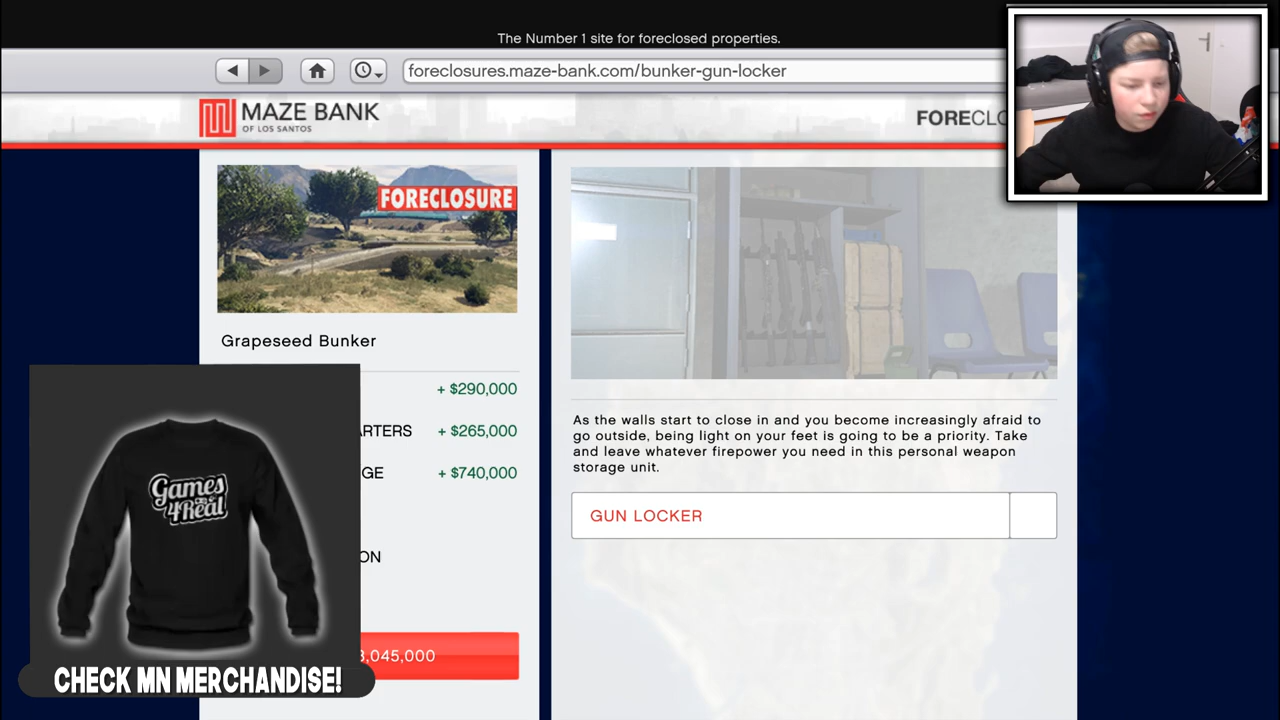 The Number 1 site for foreclosed properties.
foreclosures.maze-bank.com/bunker-gun-locker
MAZE BANK
OF LOS SANTOS
FORECLO
FORECLOSURE
Grapeseed Bunker
+ $290,000
ARTERS + $265,000
GE + $740,000
ON
3,045,000
As the walls start to close in and you become increasingly afraid to
go outside, being light on your feet is going to be a priority. Take
and leave whatever firepower you need in this personal weapon
storage unit.
GUN LOCKER
Games
4Real
CHECK MN MERCHANDISE!